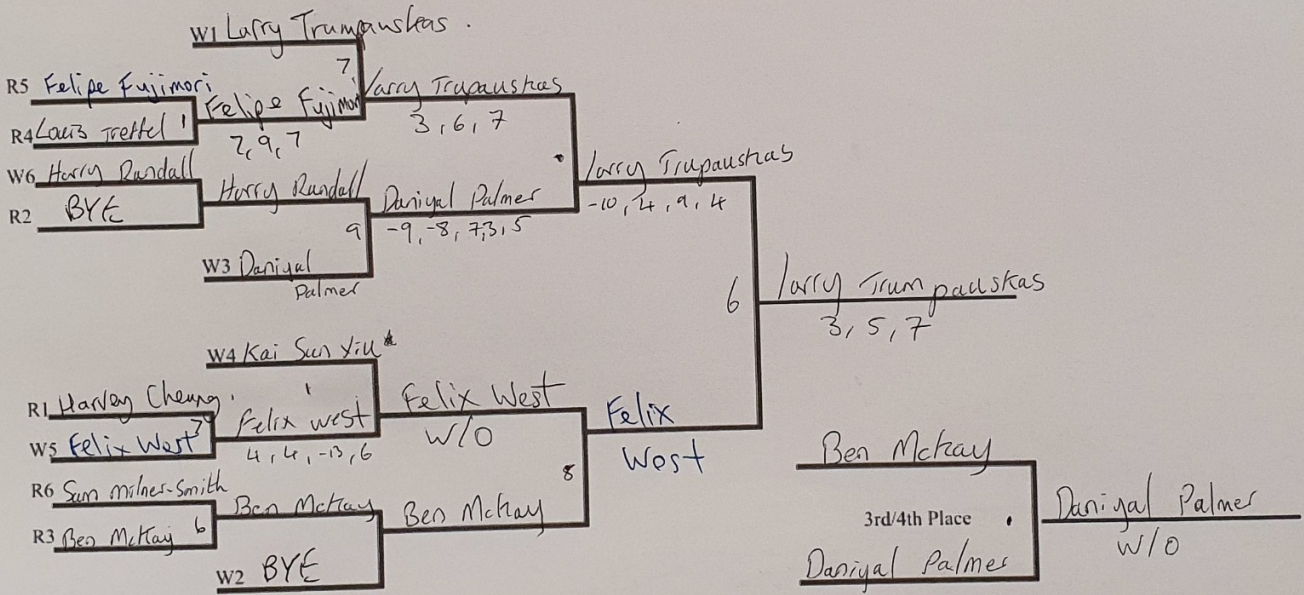 W1 Larry Trumpauskas .
7
R5 Felipe Fujimori
Larry Trupauskas
Felipe Fujimori
R4 Louis Trettel 1
3, 6, 7
7, 9, 7
W6 Harry Randall
Larry Trupauskas
Harry Randall
Daniyal Palmer
-10, 4, 9, 4
R2 BYE
-9, -8, 7, 3, 5
9
W3 Daniyal
Palmer
6
Larry Trumpauskas
3, 5, 7
W4 Kai Sun Yiu
1
R1 Harvey Cheung
Felix West
Felix West
Felix
W5 Felix West 7
W/O
West
4, 4, -13, 6
Ben McKay
8
R6 Sam Milner-Smith
Ben McKay
Ben McKay
R3 Ben McKay 6
3rd/4th Place
Daniyal Palmer
W/O
W2 BYE
Daniyal Palmer